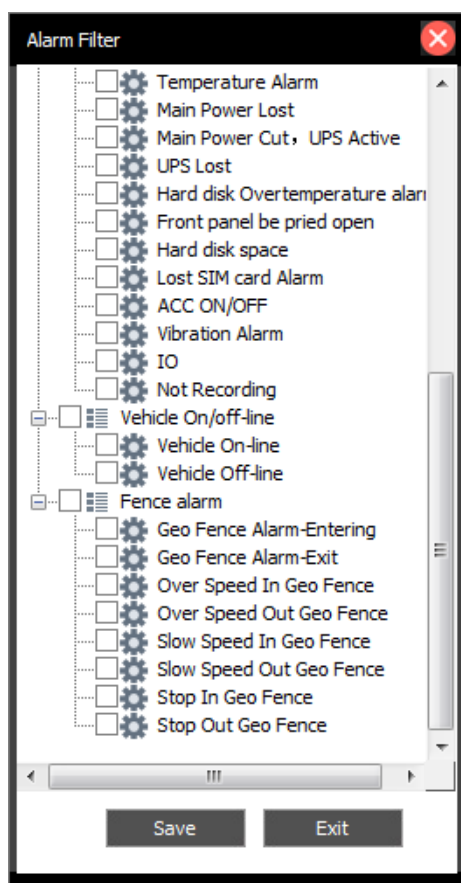 Alarm Filter
Temperature Alarm
Main Power Lost
Main Power Cut，UPS Active
UPS Lost
Hard disk Overtemperature alarm
Front panel be pried open
Hard disk space
Lost SIM card Alarm
ACC ON/OFF
Vibration Alarm
IO
Not Recording
Vehicle On/off-line
Vehicle On-line
Vehicle Off-line
Fence alarm
Geo Fence Alarm-Entering
Geo Fence Alarm-Exit
Over Speed In Geo Fence
Over Speed Out Geo Fence
Slow Speed In Geo Fence
Slow Speed Out Geo Fence
Stop In Geo Fence
Stop Out Geo Fence
Save Exit